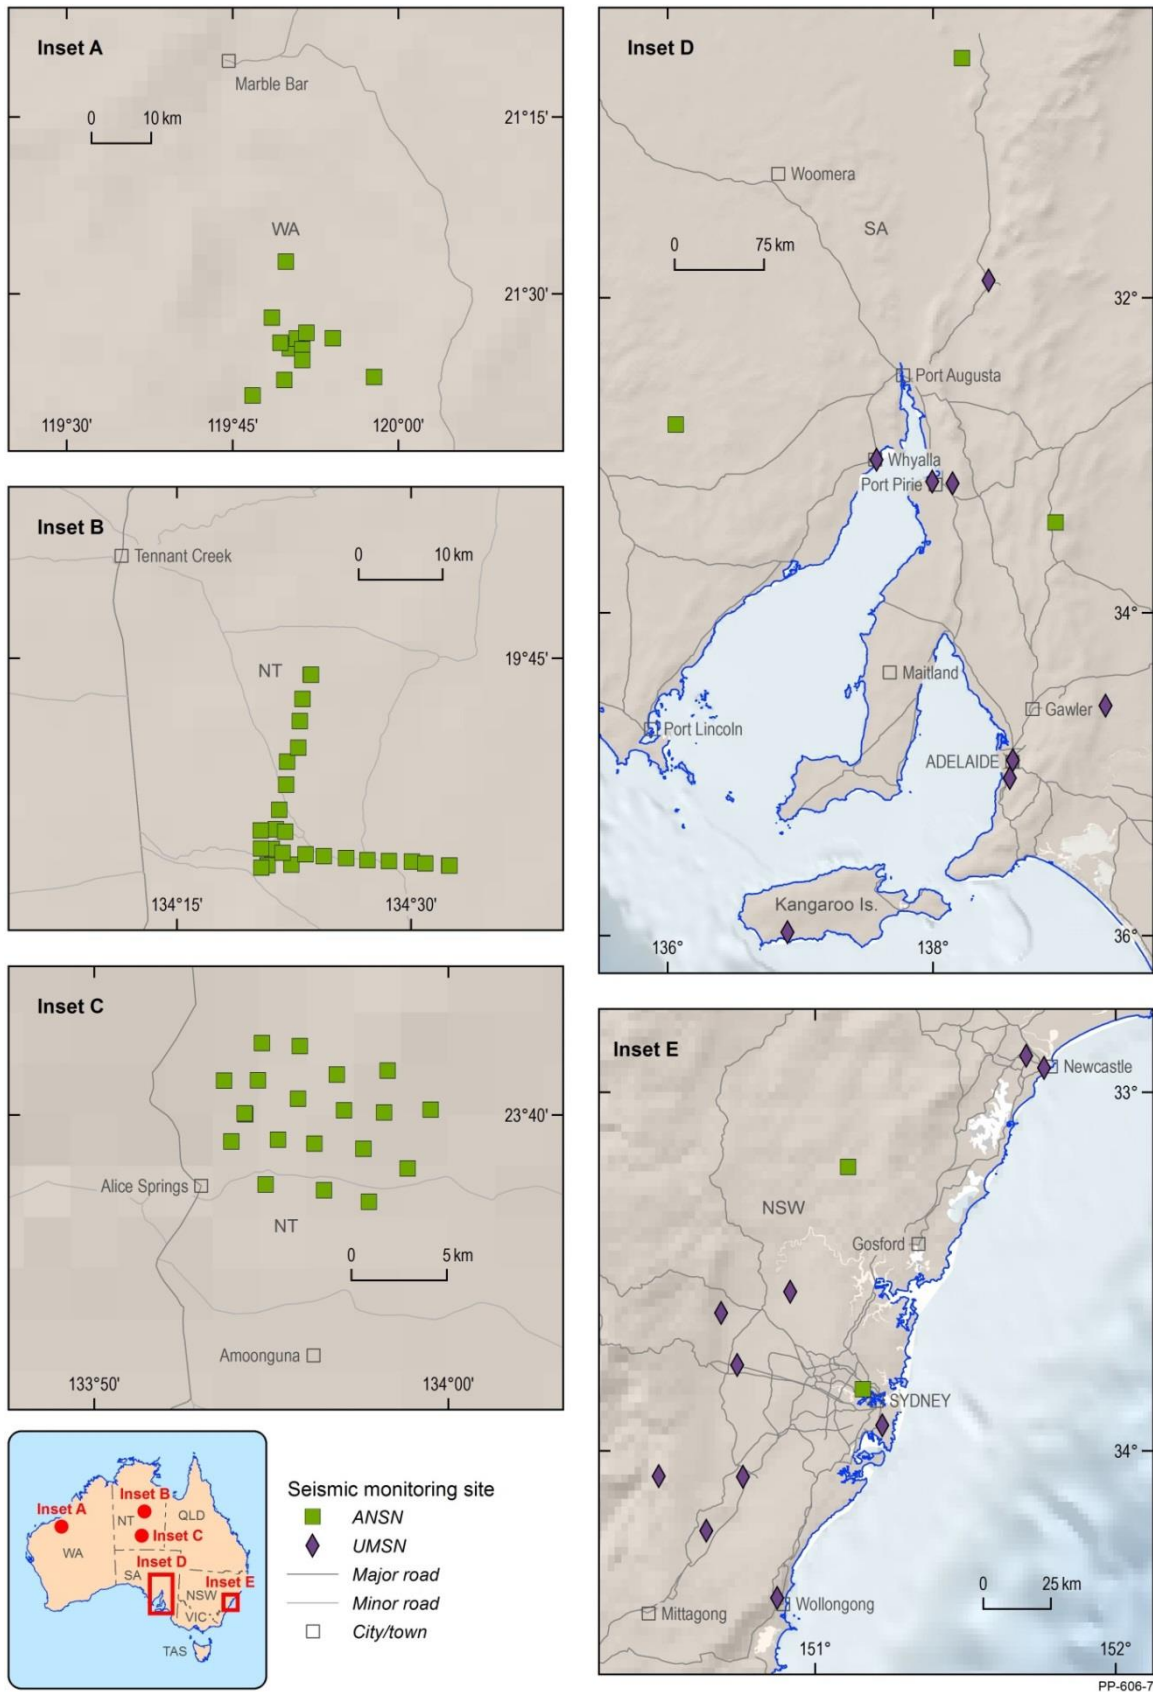 Inset A
Marble Bar
0 10 km
21°15'
WA
21°30'
119°30' 119°45' 120°00'
Inset B
0 10 km
Tennant Creek
19°45'
NT
134°15' 134°30'
Inset C
23°40'
Alice Springs
NT
0 5 km
Amoonguna
133°50' 134°00'
Inset D
Woomera
SA
0 75 km
32°
Port Augusta
Whyalla
Port Pirie
34°
Maitland
Gawler
Port Lincoln
ADELAIDE
Kangaroo Is.
136° 138° 36°
Inset E
Newcastle
33°
NSW
Gosford
SYDNEY
34°
0 25 km
Mittagong Wollongong
151° 152°
Inset A
Inset B
NT
QLD
Inset C
WA
Inset D
SA
Inset E
NSW
VIC
TAS
Seismic monitoring site
ANSN
UMSN
Major road
Minor road
City/town
PP-606-7